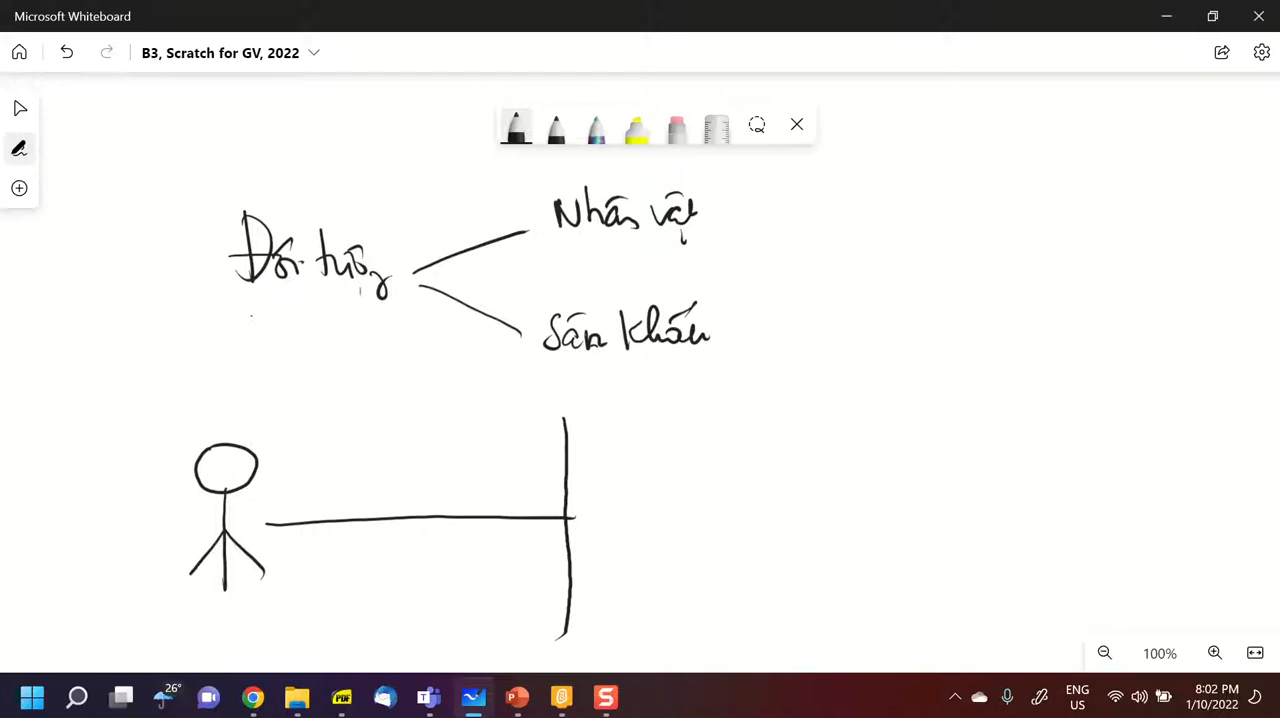 Microsoft Whiteboard
B3, Scratch for GV, 2022
Nhân vật
Đối tượng
Sân khấu
100%
26°
PDF
S
ENG
US
8:02 PM
1/10/2022